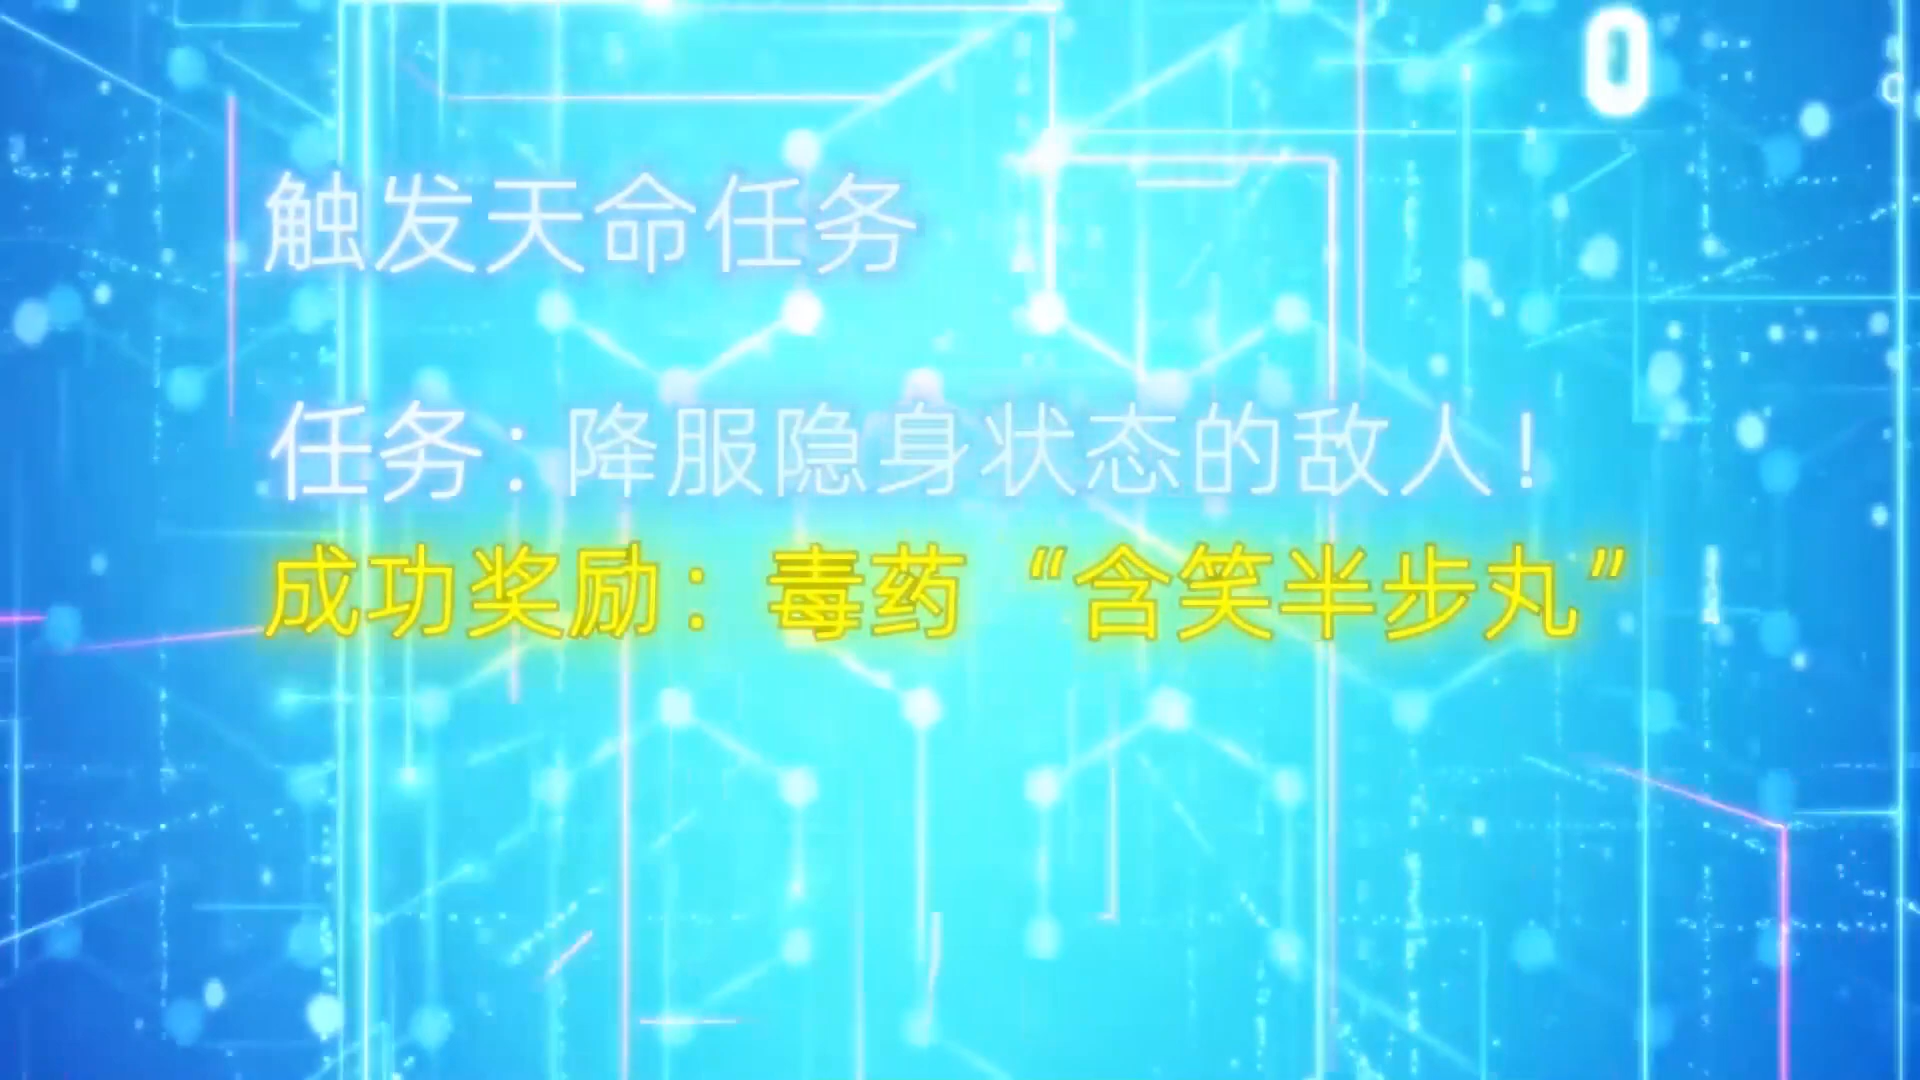 触发天命任务
任务：降服隐身状态的敌人！
成功奖励：毒药“含笑半步丸”
0